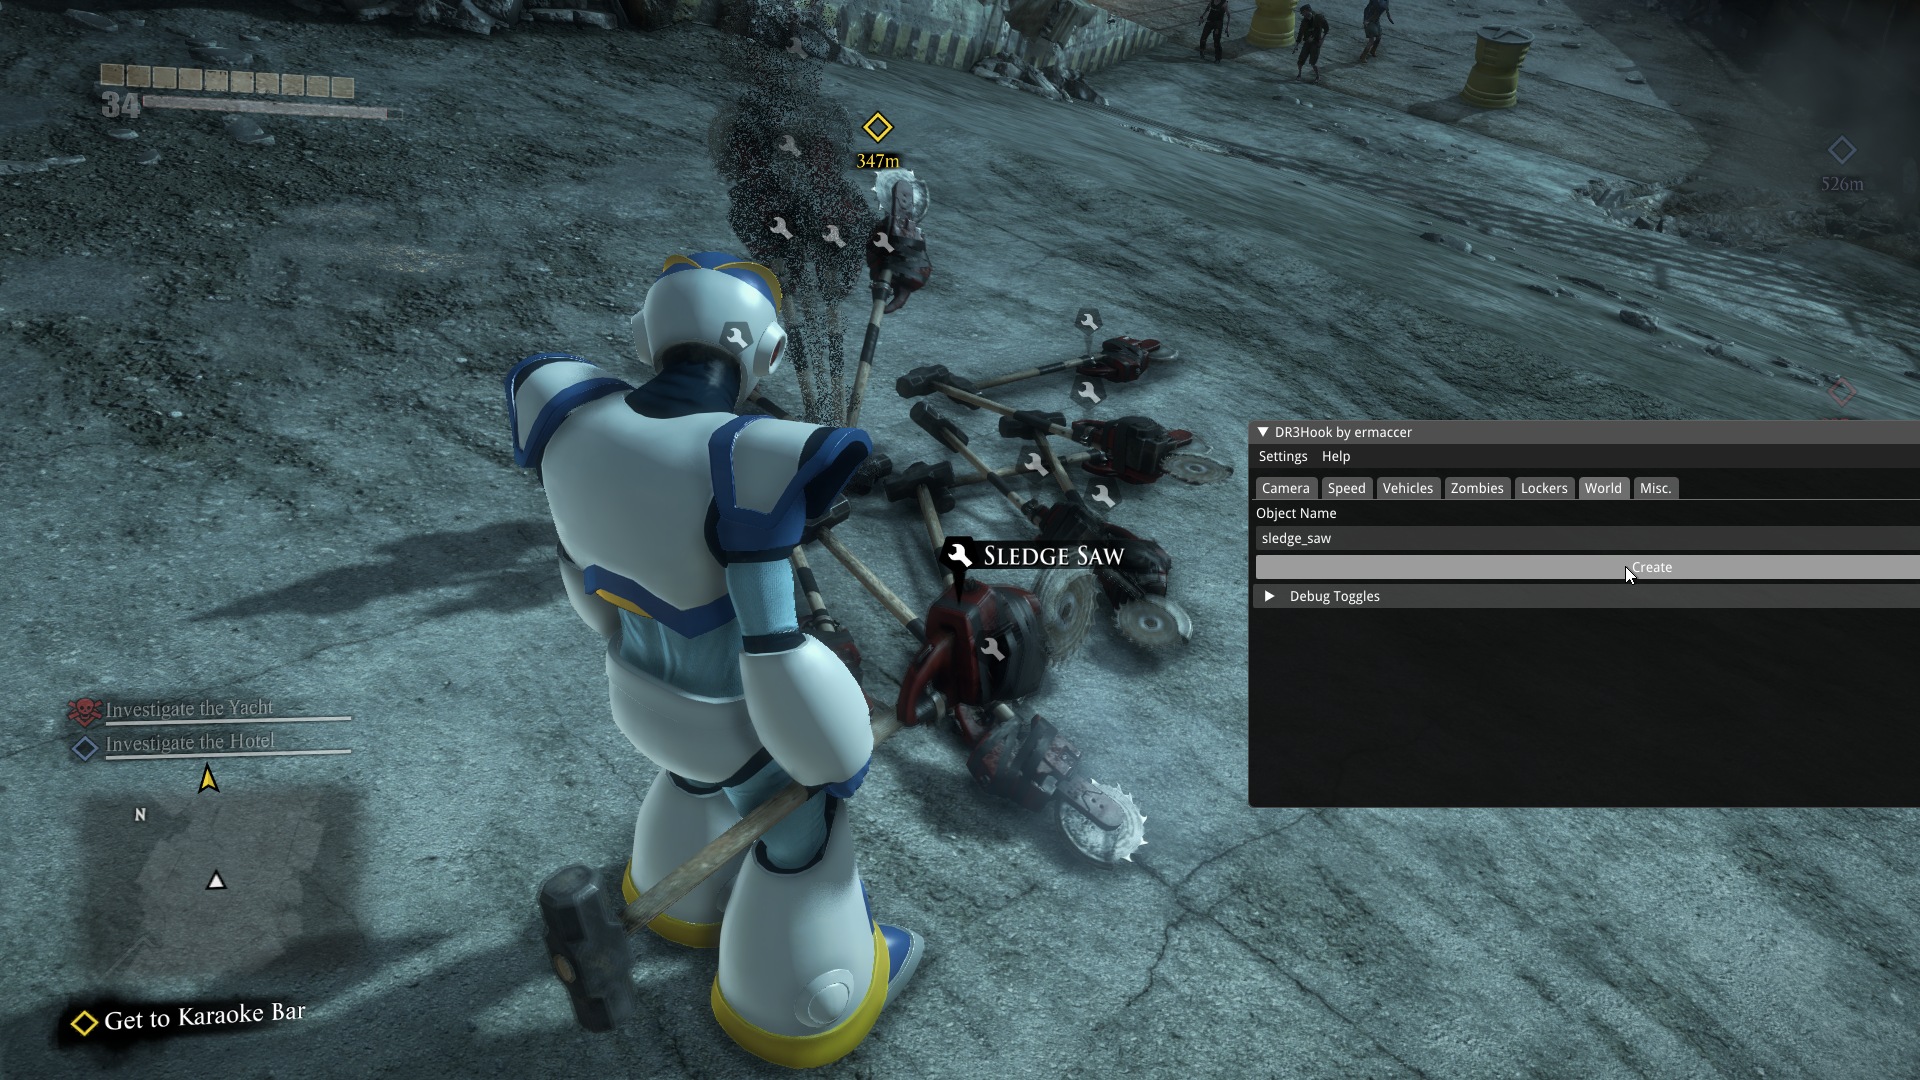 34
347m
526m
SLEDGE SAW
DR3Hook by ermaccer
Settings Help
Camera Speed Vehicles Zombies Lockers World Misc.
Object Name
sledge_saw
Create
Debug Toggles
Investigate the Yacht
Investigate the Hotel
N
Get to Karaoke Bar